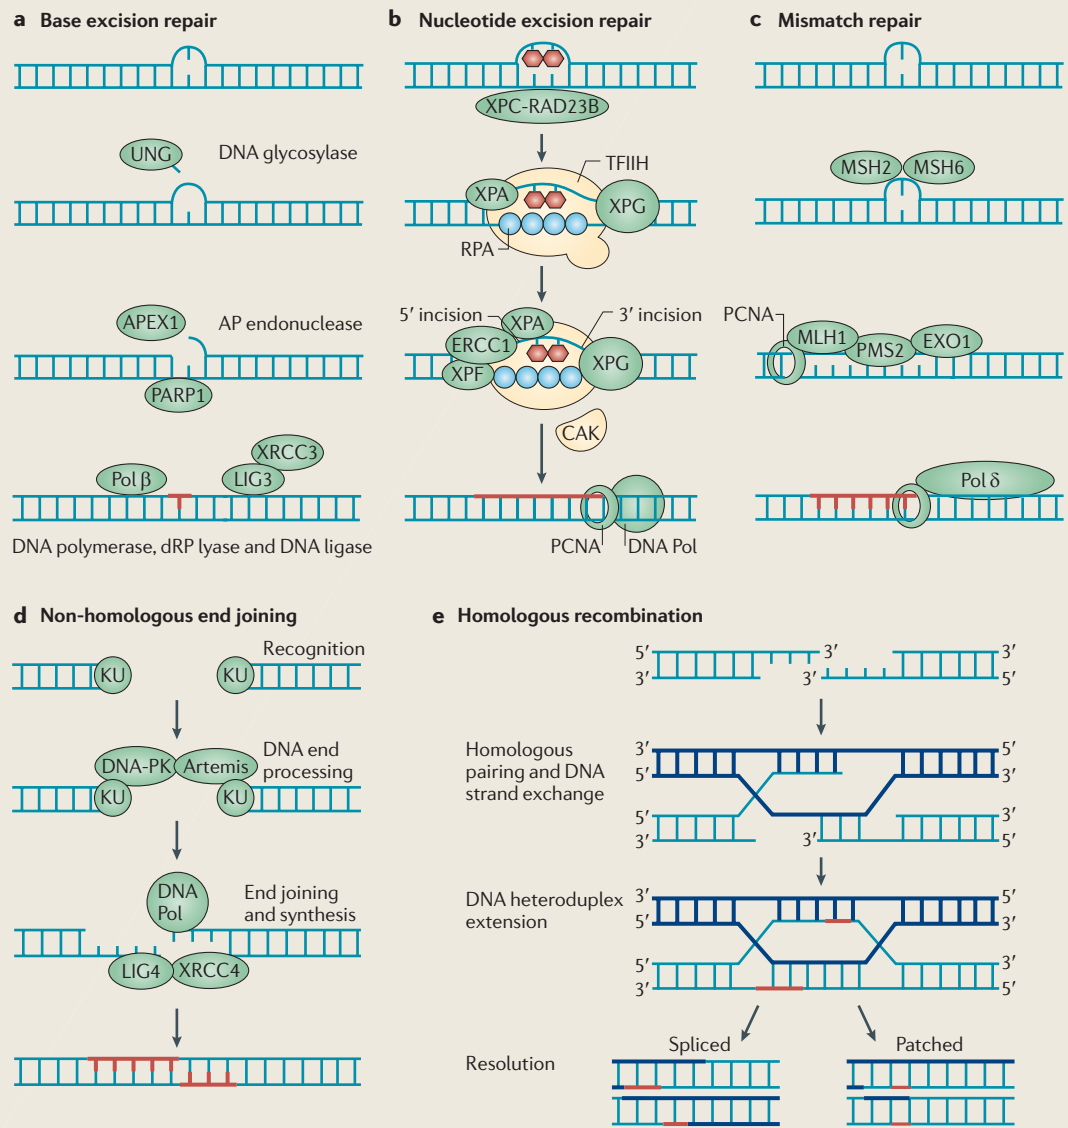 a Base excision repair
UNG
DNA glycosylase
APEX1
AP endonuclease
PARP1
XRCC3
Pol β
LIG3
DNA polymerase, dRP lyase and DNA ligase
b Nucleotide excision repair
XPC-RAD23B
TFIIH
XPA
XPG
RPA
5′ incision
XPA
3′ incision
ERCC1
XPF
XPG
CAK
PCNA
DNA Pol
c Mismatch repair
MSH2
MSH6
PCNA
MLH1
PMS2
EXO1
Pol δ
d Non-homologous end joining
Recognition
KU
KU
DNA-PK
Artemis
DNA end
processing
KU
KU
DNA
Pol
End joining
and synthesis
LIG4
XRCC4
e Homologous recombination
5′
3′
3′
3′
3′
5′
Homologous
pairing and DNA
strand exchange
3′
5′
5′
3′
5′
3′
3′
3′
5′
DNA heteroduplex
extension
3′
5′
5′
3′
5′
3′
3′
5′
Resolution
Spliced
Patched